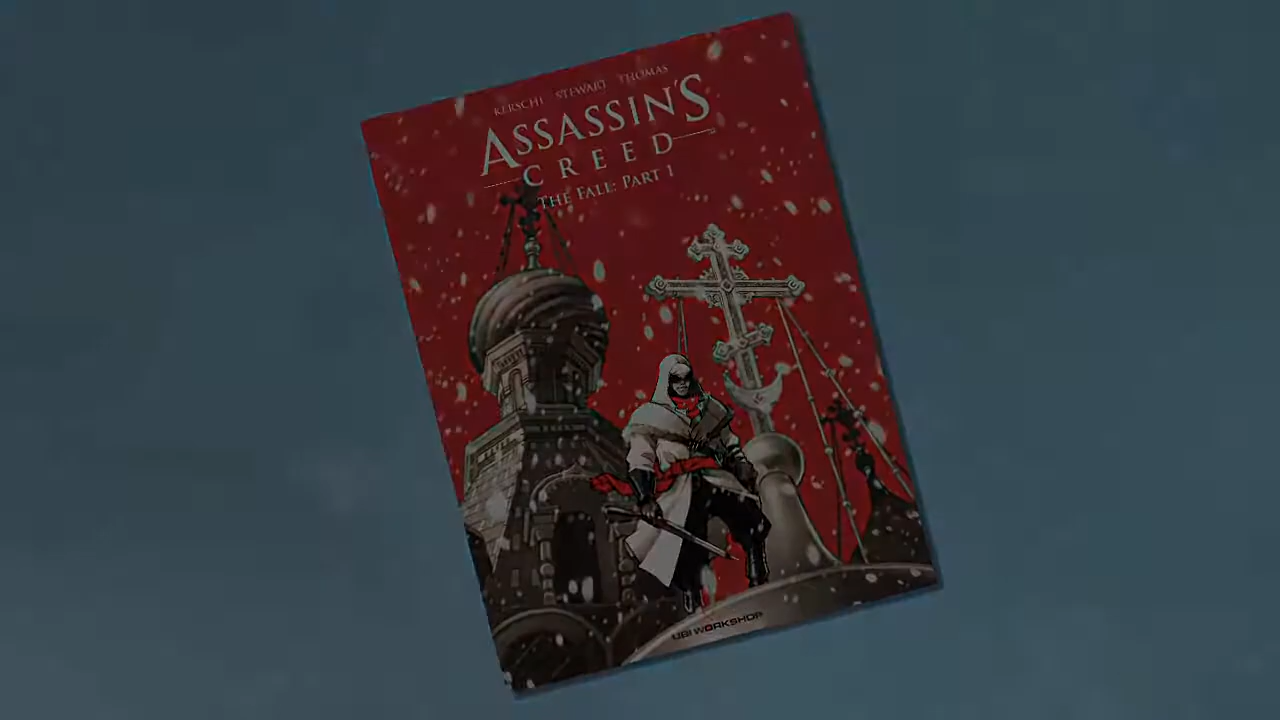 KERSCHL STEWART THOMAS
ASSASSIN'S
CREED
THE FALL: PART 1
UBI WORKSHOP